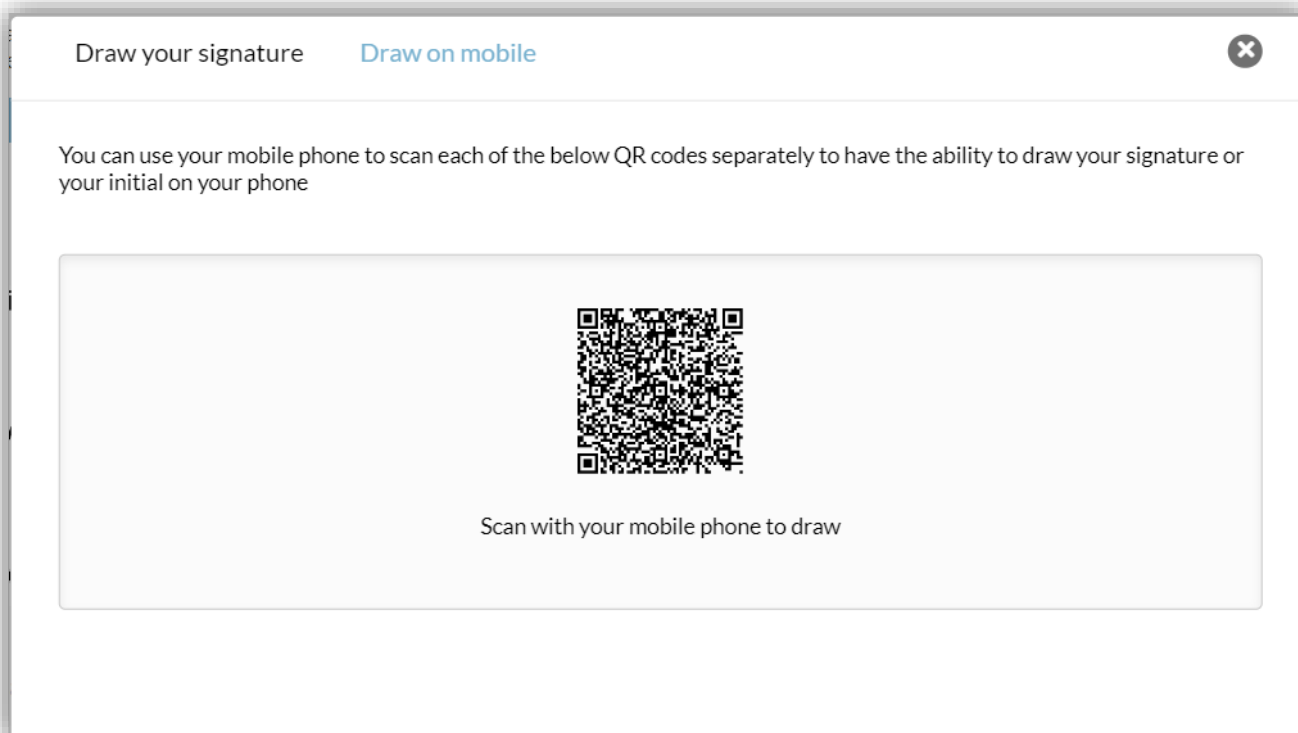 Draw your signature
Draw on mobile
You can use your mobile phone to scan each of the below QR codes separately to have the ability to draw your signature or
your initial on your phone
Scan with your mobile phone to draw